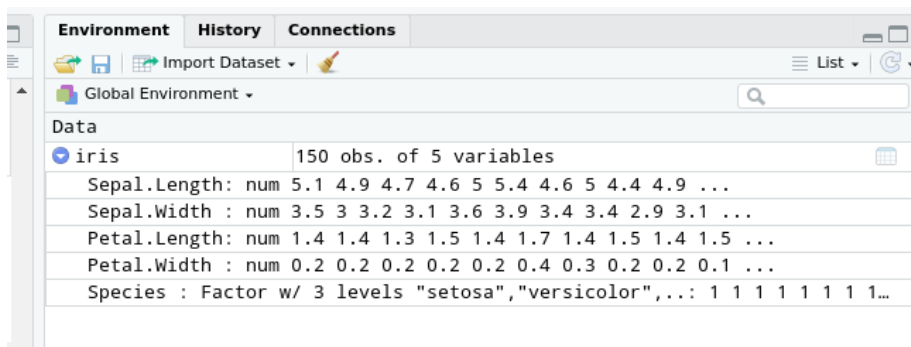 Environment History Connections
Import Dataset List
Global Environment
Data
iris 150 obs. of 5 variables
Sepal.Length: num 5.1 4.9 4.7 4.6 5 5.4 4.6 5 4.4 4.9 ...
Sepal.Width : num 3.5 3 3.2 3.1 3.6 3.9 3.4 3.4 2.9 3.1 ...
Petal.Length: num 1.4 1.4 1.3 1.5 1.4 1.7 1.4 1.5 1.4 1.5 ...
Petal.Width : num 0.2 0.2 0.2 0.2 0.2 0.4 0.3 0.2 0.2 0.1 ...
Species : Factor w/ 3 levels "setosa","versicolor",..: 1 1 1 1 1 1 1 1…